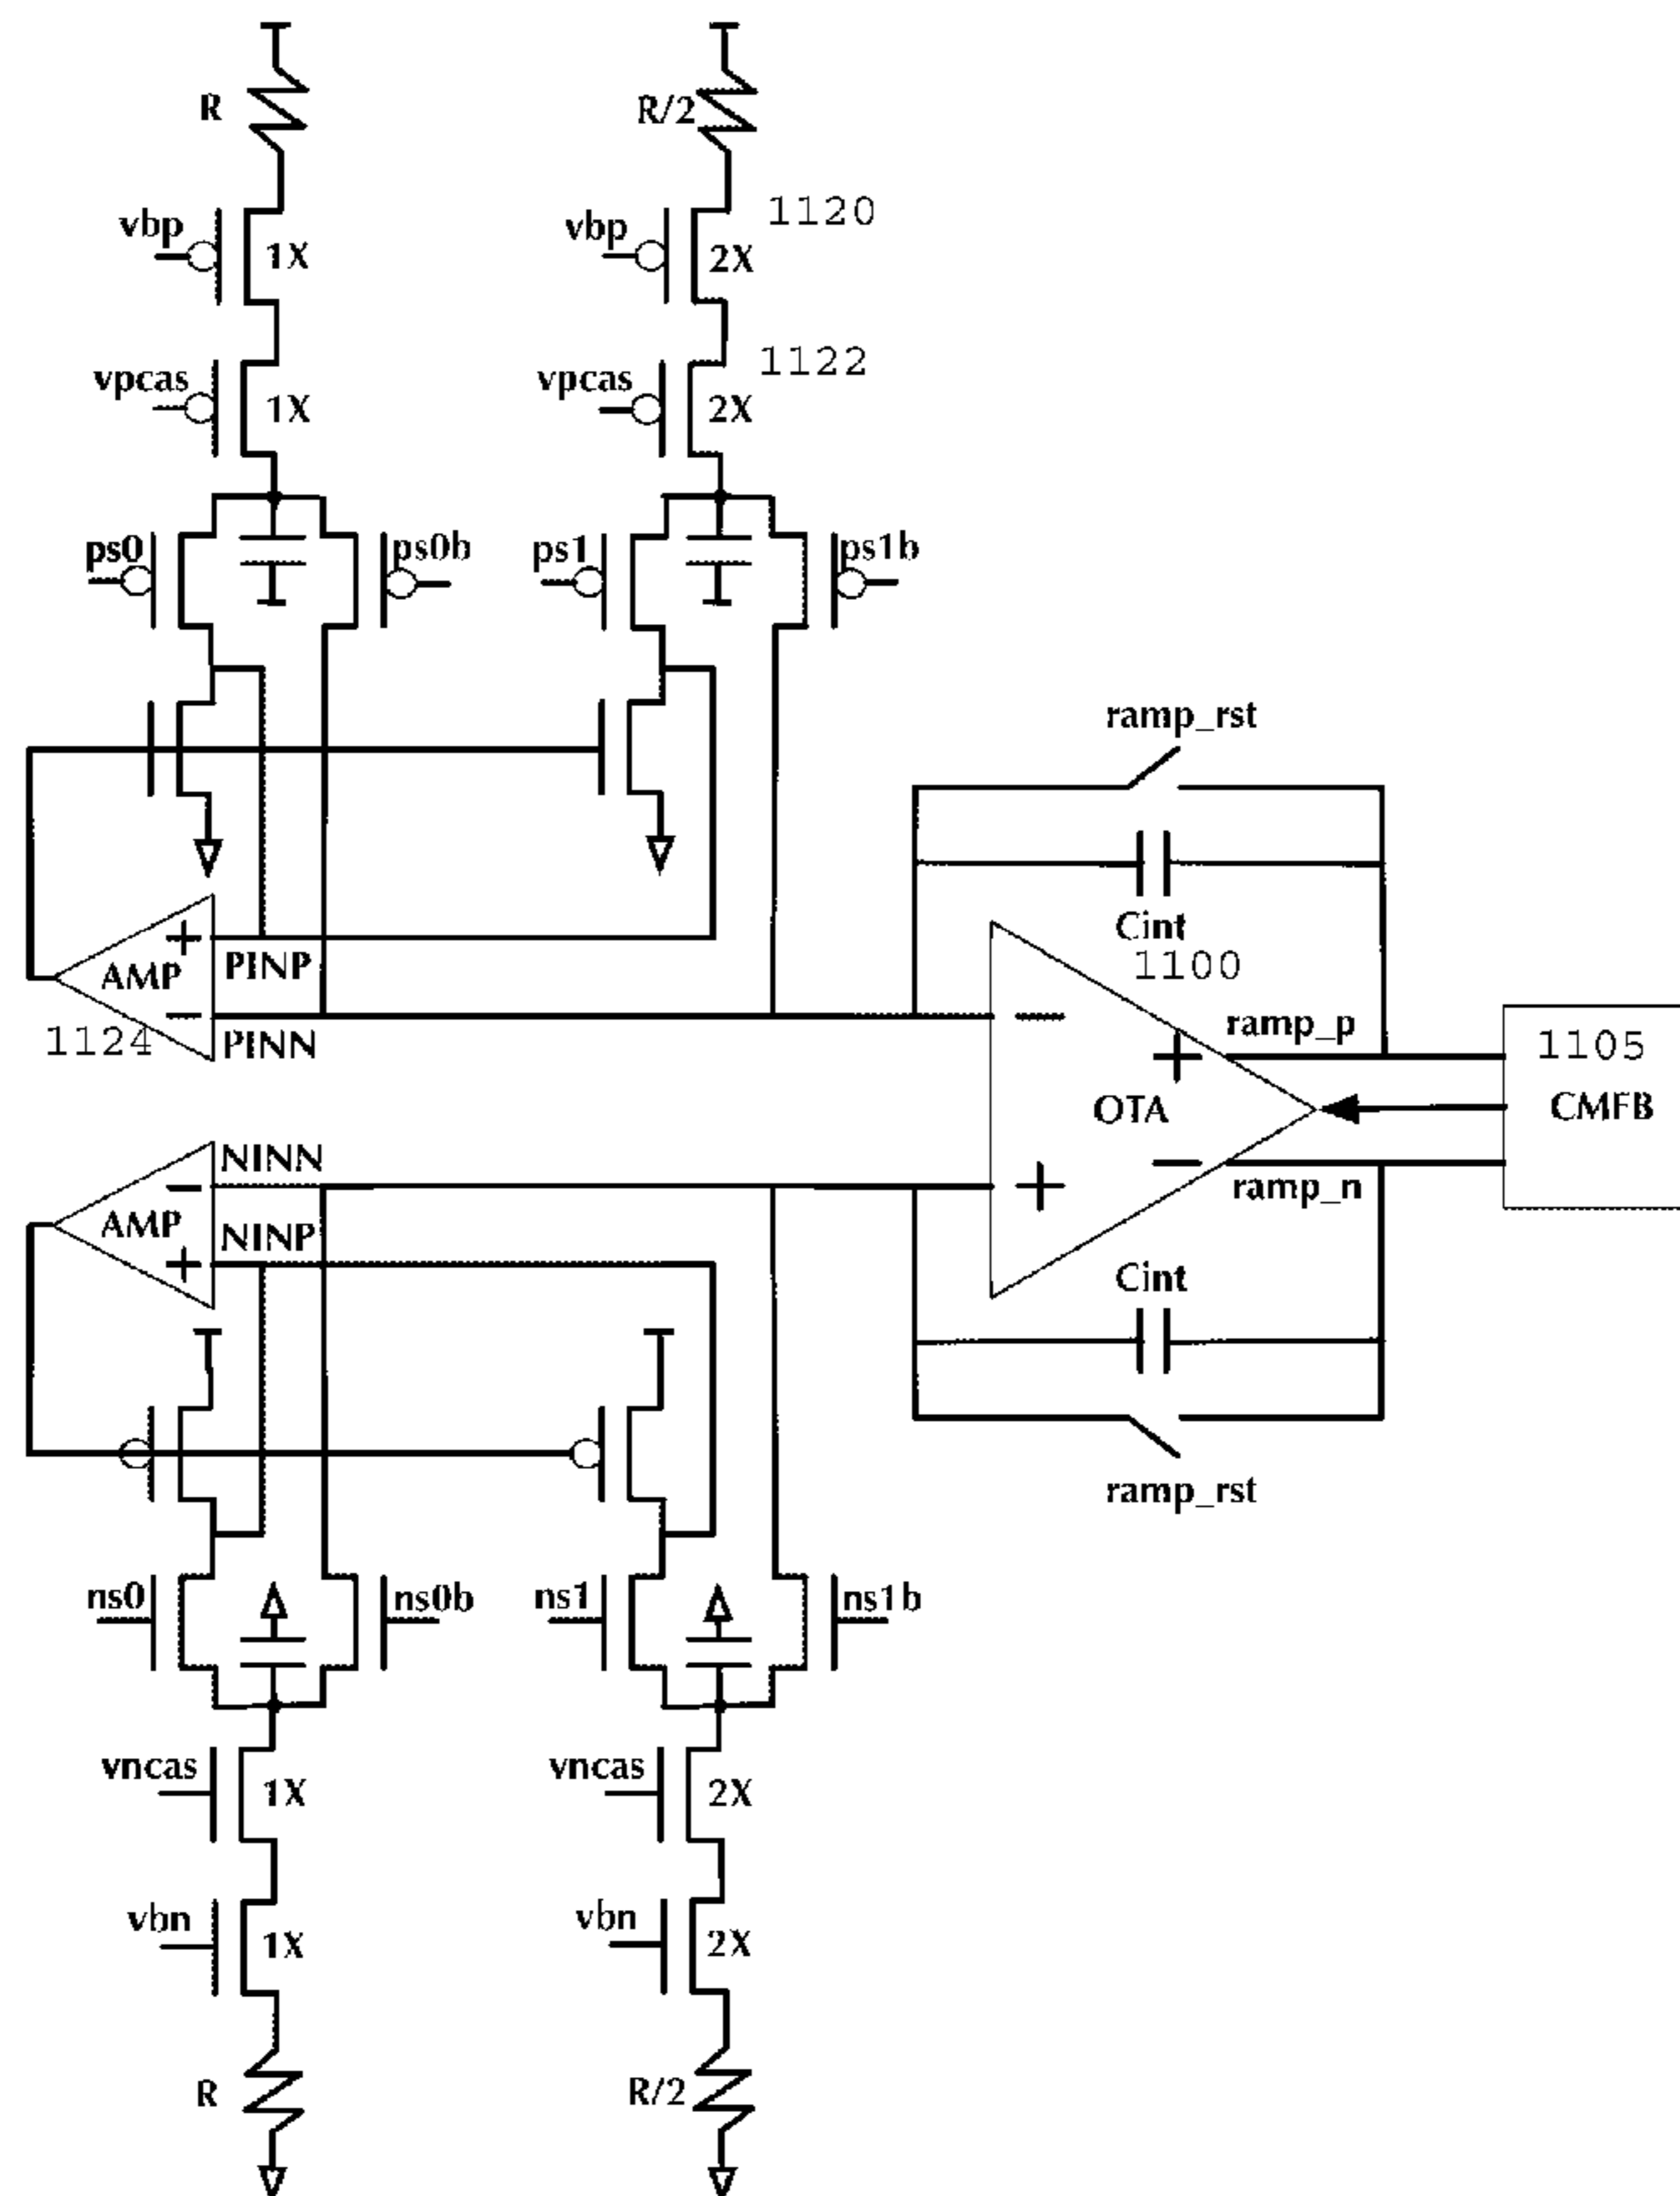 R
R/2
vbp
1X
vbp
2X
1120
vpcas
1X
vpcas
2X
1122
ps0
ps0b
ps1
ps1b
ramp_rst
Cint
1100
+
AMP
PINP
−
PINN
1124
−
+
OTA
−
+
ramp_p
ramp_n
1105
CMFB
NINN
−
AMP
NINP
+
Cint
ramp_rst
ns0
ns0b
ns1
ns1b
vncas
1X
vncas
2X
vbn
1X
vbn
2X
R
R/2